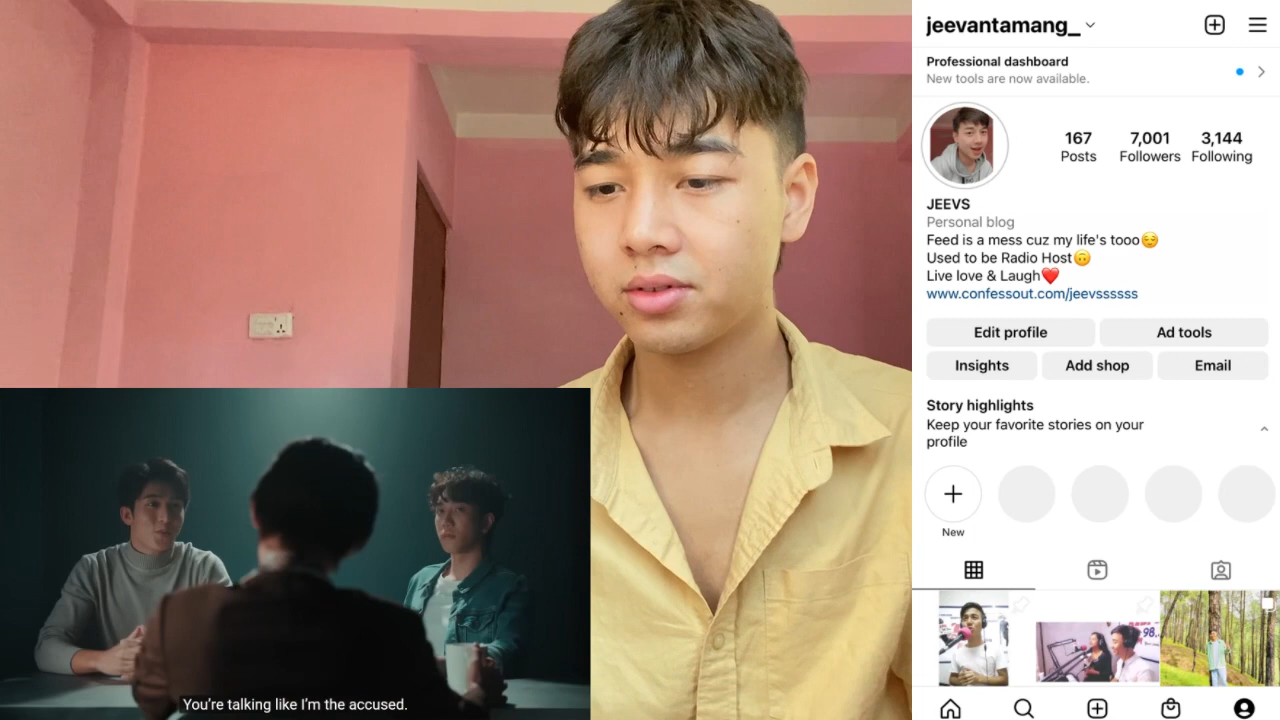 jeevantamang_
Professional dashboard
New tools are now available.
167
7,001
3,144
Posts
Followers
Following
JEEVS
Personal blog
Feed is a mess cuz my life's tooo😌
Used to be Radio Host🙃
Live love & Laugh❤️
www.confessout.com/jeevssssss
Edit profile
Ad tools
Insights
Add shop
Email
Story highlights
Keep your favorite stories on your
profile
New
98.
You're talking like I'm the accused.